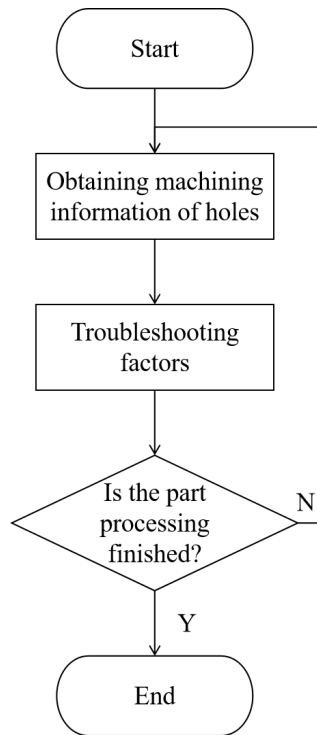 Start
Obtaining machining
information of holes
Troubleshooting
factors
Is the part
processing
finished?
N
Y
End